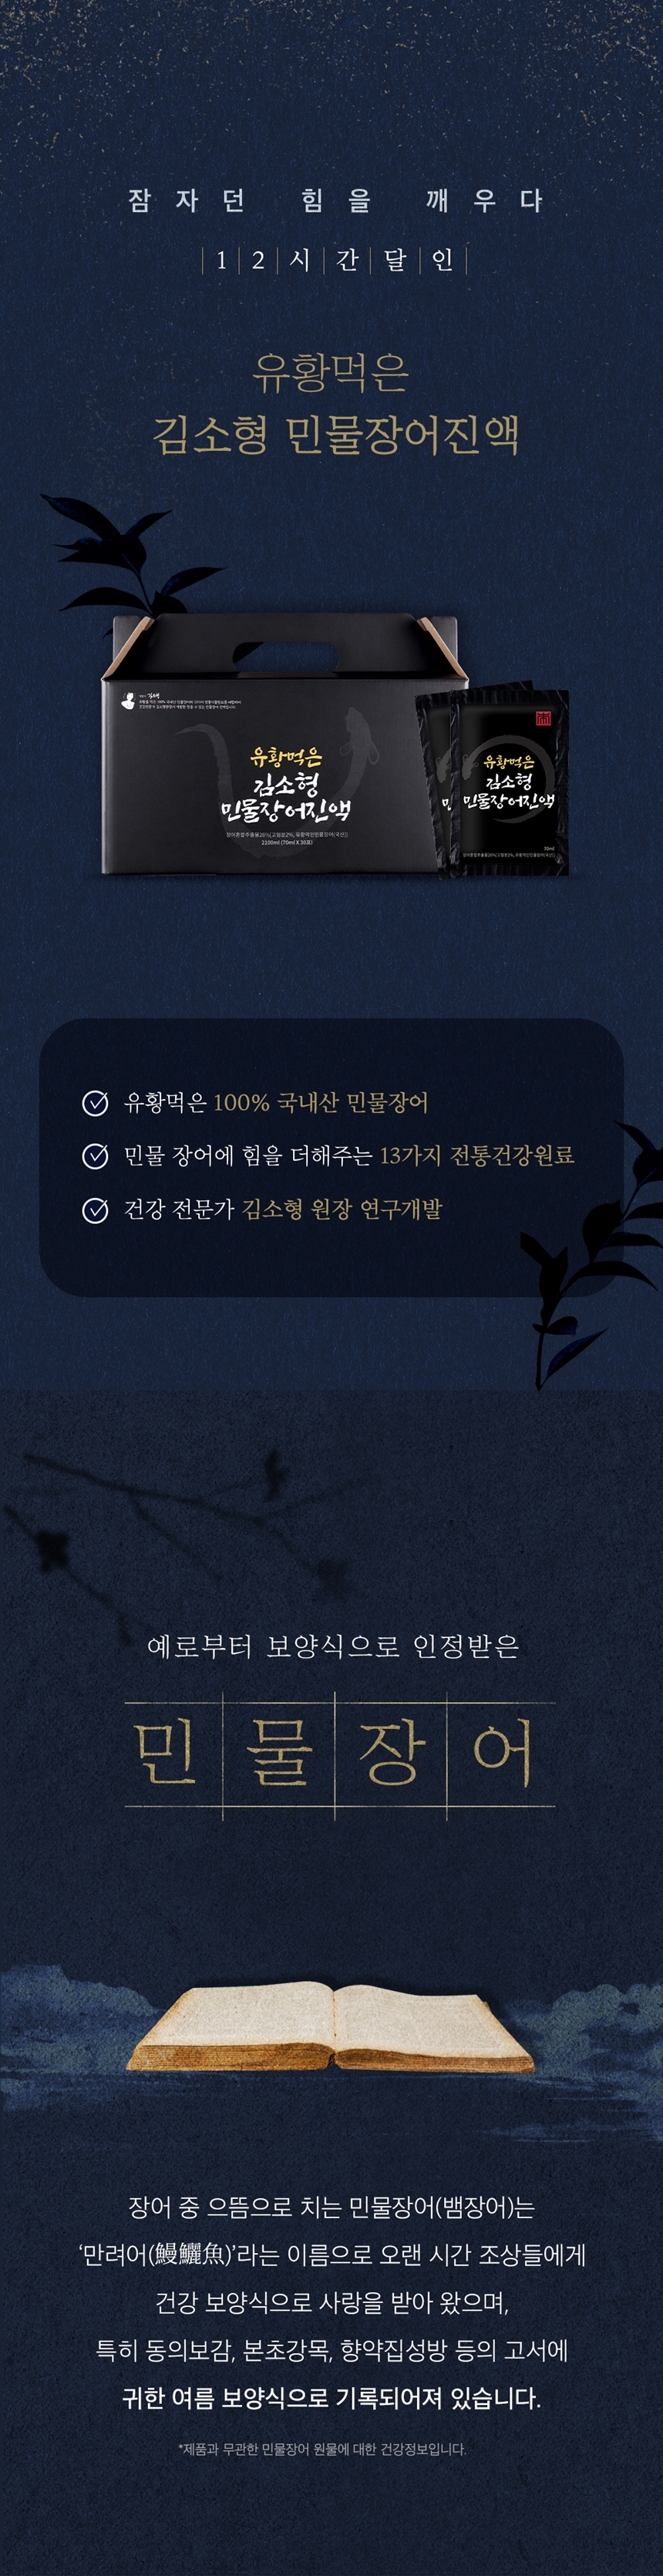 잠자던 힘을 깨우다
12시간달인
유황먹은
김소형 민물장어진액
유황먹은
김소형
민물장어진액
2100ml (70ml X 30포)
유황먹은
김소형
민물장어진액
70ml
유황먹은 100% 국내산 민물장어
민물 장어에 힘을 더해주는 13가지 전통건강원료
건강 전문가 김소형 원장 연구개발
예로부터 보양식으로 인정받은
민물장어
장어 중 으뜸으로 치는 민물장어(뱀장어)는
‘만려어(鰻鱺魚)’라는 이름으로 오랜 시간 조상들에게
건강 보양식으로 사랑을 받아 왔으며,
특히 동의보감, 본초강목, 향약집성방 등의 고서에
귀한 여름 보양식으로 기록되어져 있습니다.
*제품과 무관한 민물장어 원물에 대한 건강정보입니다.